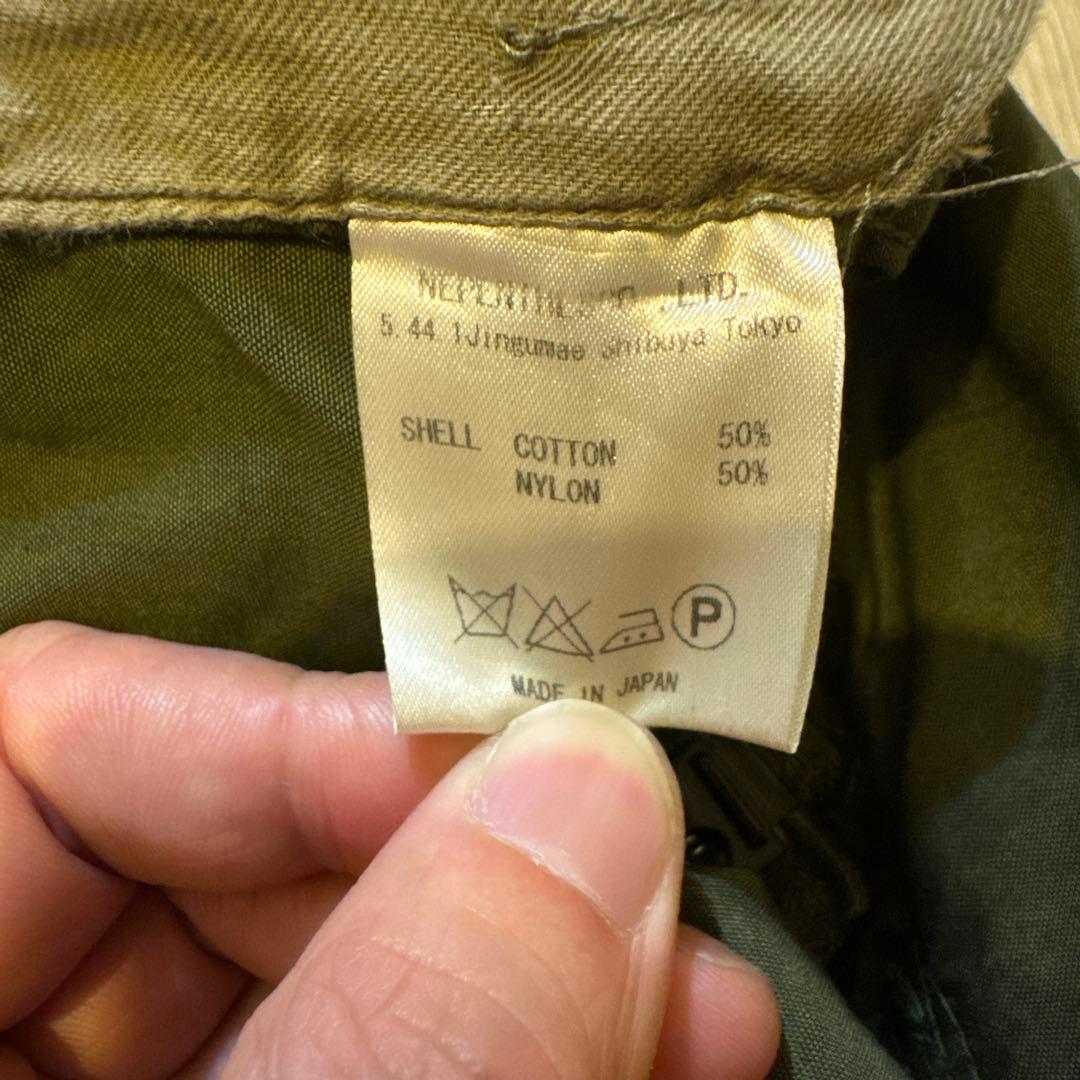 NEPENTHES CO.,LTD.
5.44.1Jingumae Shibuya Tokyo
SHELL COTTON 50%
NYLON 50%
P
MADE IN JAPAN